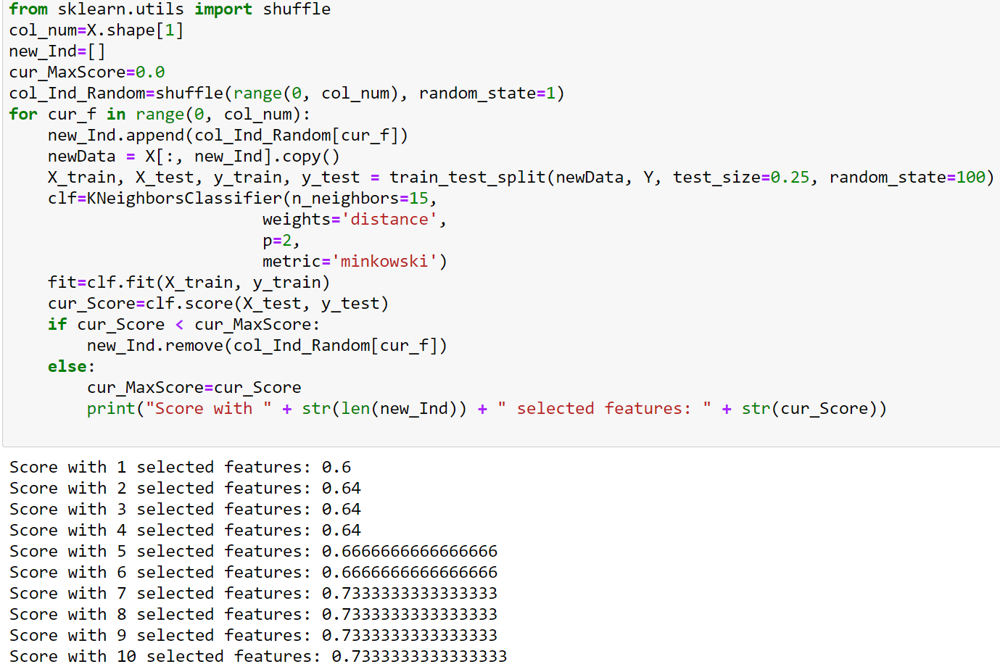 from sklearn.utils import shuffle
col_num=X.shape[1]
new_Ind=[]
cur_MaxScore=0.0
col_Ind_Random=shuffle(range(0, col_num), random_state=1)
for cur_f in range(0, col_num):
    new_Ind.append(col_Ind_Random[cur_f])
    newData = X[:, new_Ind].copy()
    X_train, X_test, y_train, y_test = train_test_split(newData, Y, test_size=0.25, random_state=100)
    clf=KNeighborsClassifier(n_neighbors=15,
                          weights='distance',
                          p=2,
                          metric='minkowski')
    fit=clf.fit(X_train, y_train)
    cur_Score=clf.score(X_test, y_test)
    if cur_Score < cur_MaxScore:
        new_Ind.remove(col_Ind_Random[cur_f])
    else:
        cur_MaxScore=cur_Score
        print("Score with " + str(len(new_Ind)) + " selected features: " + str(cur_Score))
Score with 1 selected features: 0.6
Score with 2 selected features: 0.64
Score with 3 selected features: 0.64
Score with 4 selected features: 0.64
Score with 5 selected features: 0.6666666666666666
Score with 6 selected features: 0.6666666666666666
Score with 7 selected features: 0.7333333333333333
Score with 8 selected features: 0.7333333333333333
Score with 9 selected features: 0.7333333333333333
Score with 10 selected features: 0.7333333333333333